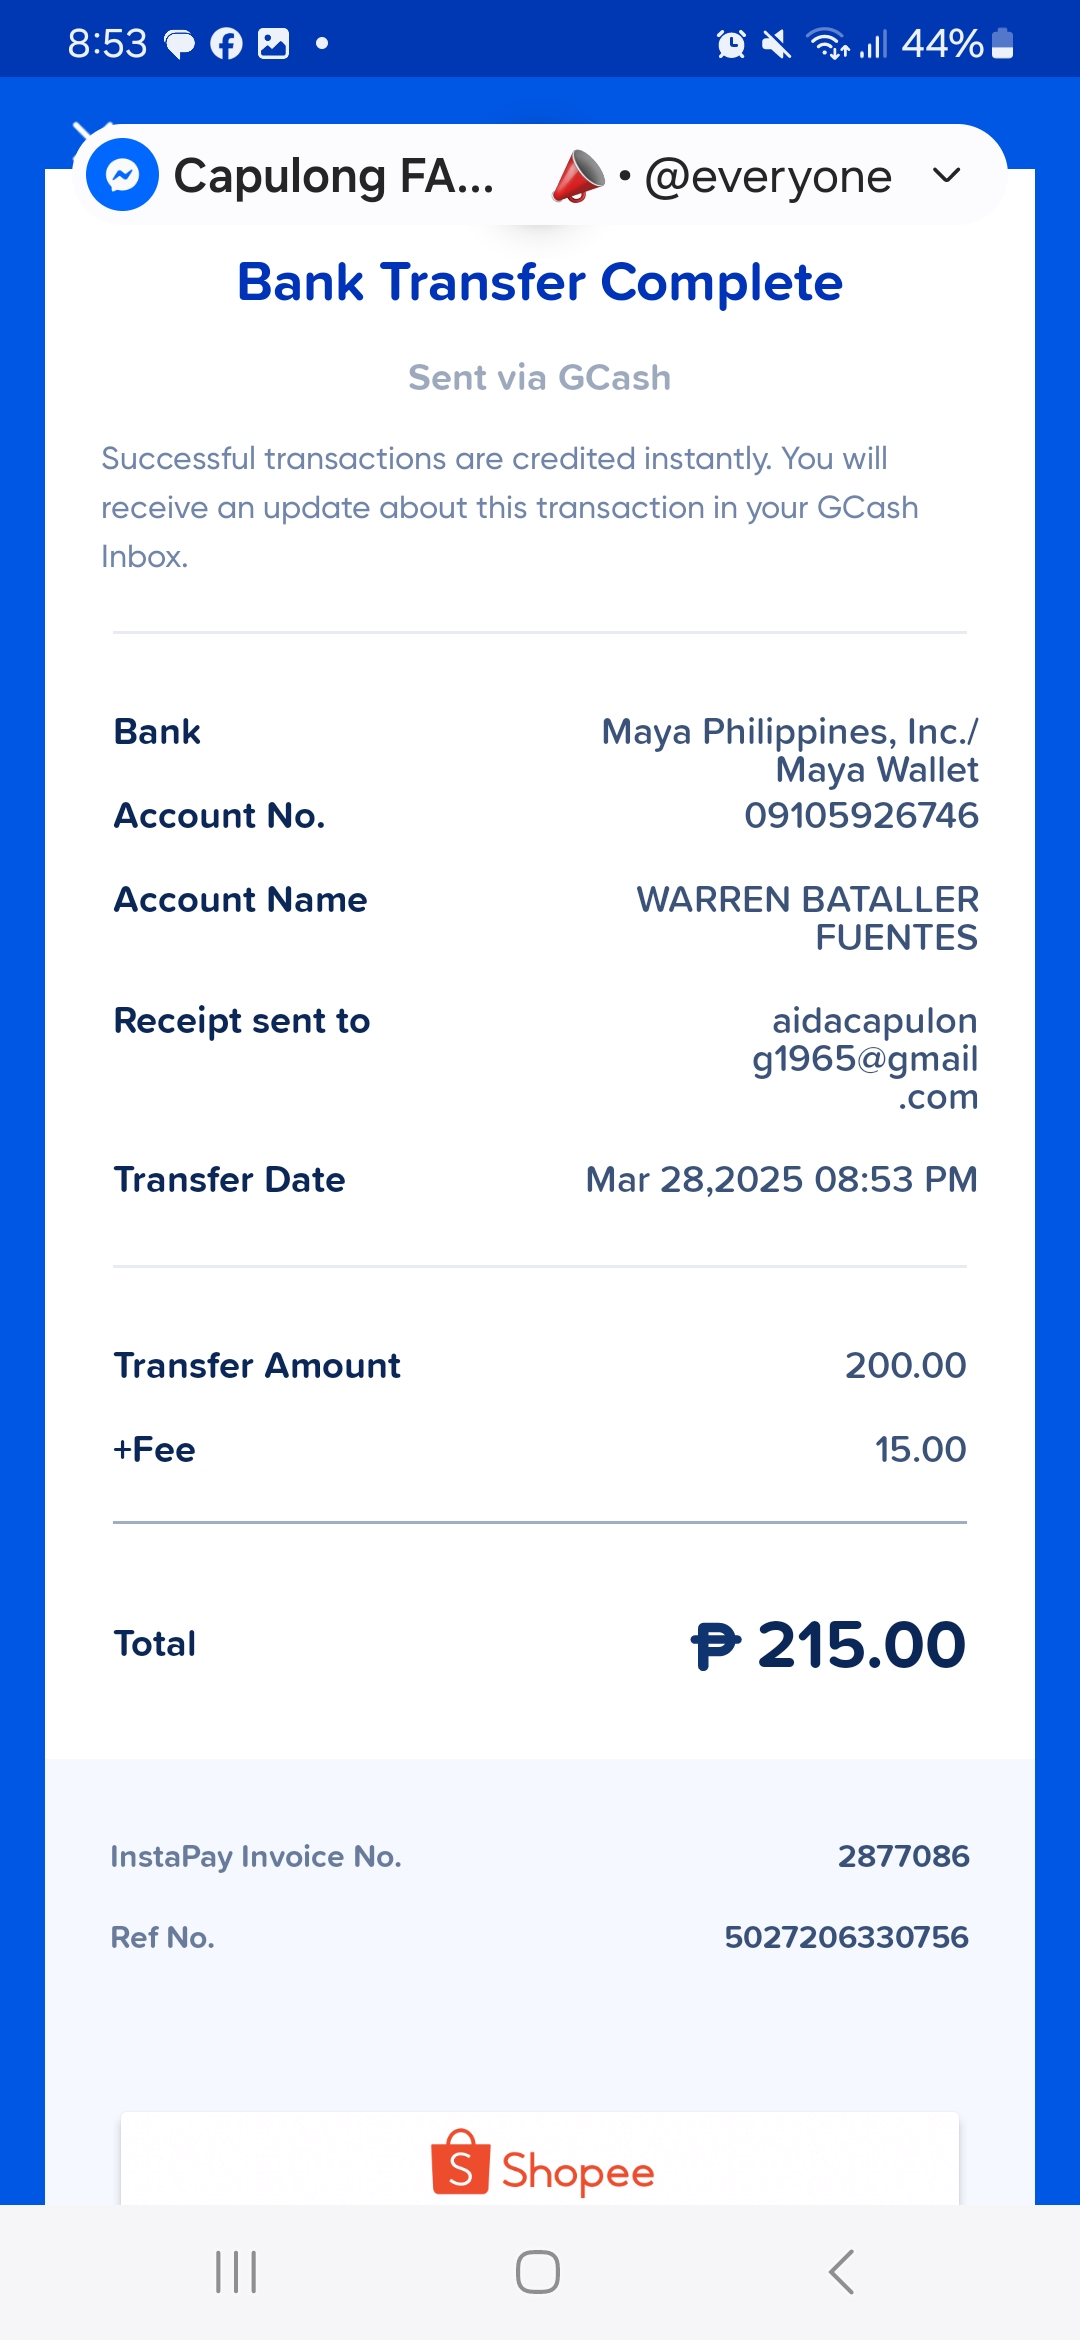 8:53
44%
Capulong FA... 📣 • @everyone
Bank Transfer Complete
Sent via GCash
Successful transactions are credited instantly. You will
receive an update about this transaction in your GCash
Inbox.
Bank Maya Philippines, Inc./
Maya Wallet
Account No. 09105926746
Account Name WARREN BATALLER
FUENTES
Receipt sent to aidacapulon
g1965@gmail
.com
Transfer Date Mar 28,2025 08:53 PM
Transfer Amount 200.00
+Fee 15.00
Total ₱ 215.00
InstaPay Invoice No. 2877086
Ref No. 5027206330756
Shopee